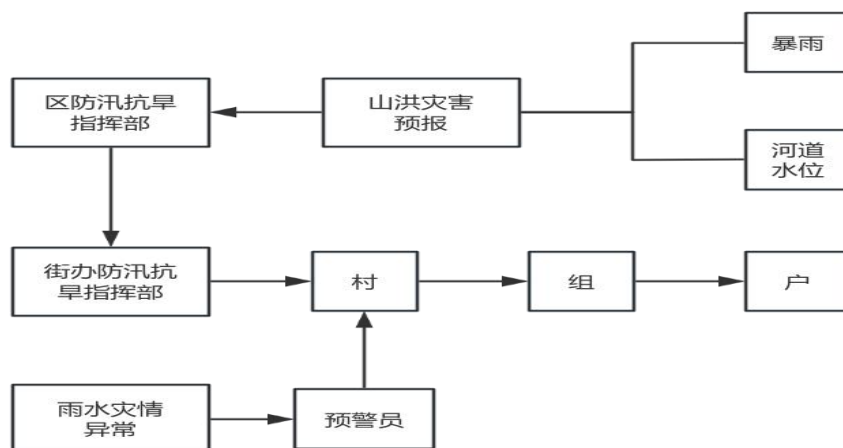 暴雨
区防汛抗旱
指挥部
山洪灾害
预报
河道
水位
街办防汛抗
旱指挥部
村
组
户
雨水灾情
异常
预警员